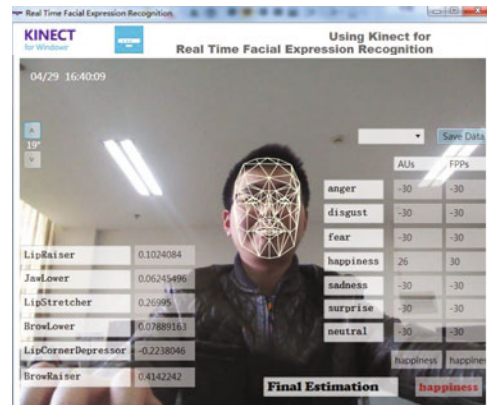 Real Time Facial Expression Recognition
KINECT
for Windows
Using Kinect for
Real Time Facial Expression Recognition
04/29 16:40:09
19°
Save Data
AUs FPPs
anger -30 -30
disgust -30 -30
fear -30 -30
happiness 26 30
sadness -30 -30
surprise -30 -30
neutral -30 -30
happiness happiness
LipRaiser 0.1024084
JawLower 0.06245496
LipStretcher 0.26995
BrowLower 0.07889163
LipCornerDepressor -0.2238046
BrowRaiser 0.4142242
Final Estimation happiness